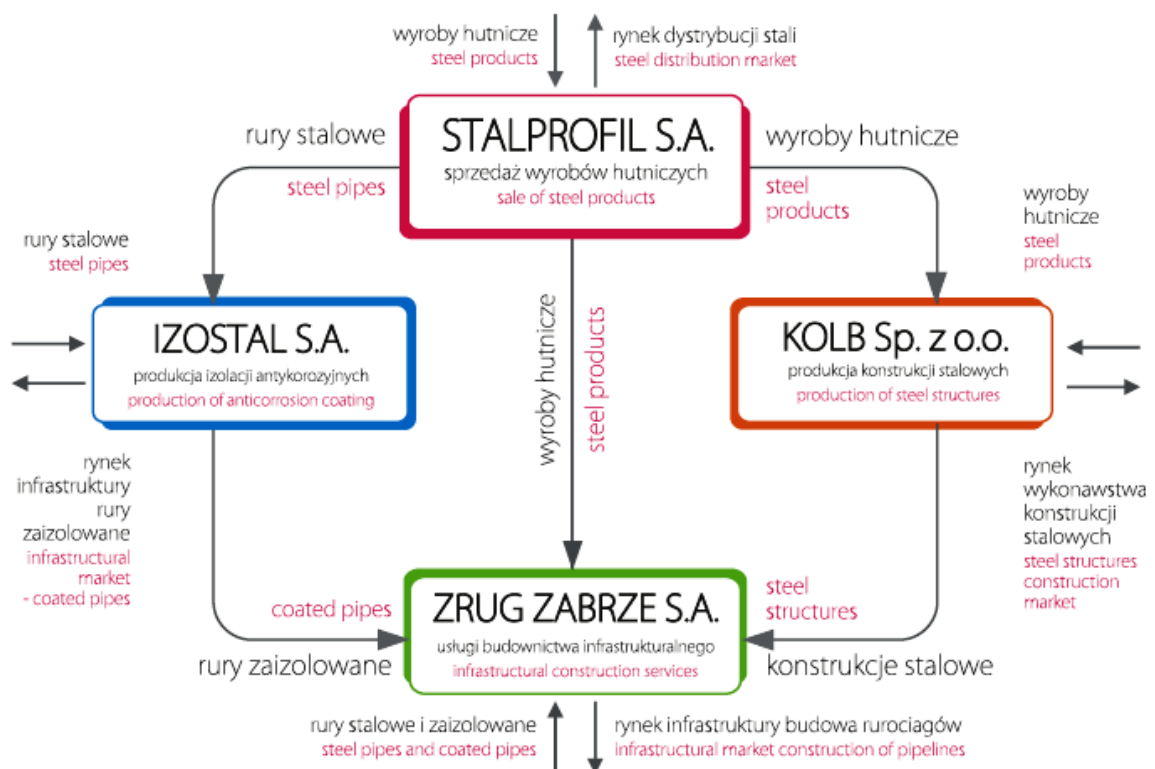 wyroby hutnicze
steel products
rynek dystrybucji stali
steel distribution market
STALPROFIL S.A.
sprzedaż wyrobów hutniczych
sale of steel products
rury stalowe
steel pipes
wyroby hutnicze
steel
products
rury stalowe
steel pipes
wyroby
hutnicze
steel
products
IZOSTAL S.A.
produkcja izolacji antykorozyjnych
production of anticorrosion coating
wyroby hutnicze
steel products
KOLB Sp. z o.o.
produkcja konstrukcji stalowych
production of steel structures
rynek
infrastruktury
rury
zaizolowane
infrastructural
market
- coated pipes
rynek
wykonawstwa
konstrukcji
stalowych
steel structures
construction
market
coated pipes
rury zaizolowane
ZRUG ZABRZE S.A.
usługi budownictwa infrastrukturalnego
infrastructural construction services
steel
structures
konstrukcje stalowe
rury stalowe i zaizolowane
steel pipes and coated pipes
rynek infrastruktury budowa rurociągów
infrastructural market construction of pipelines